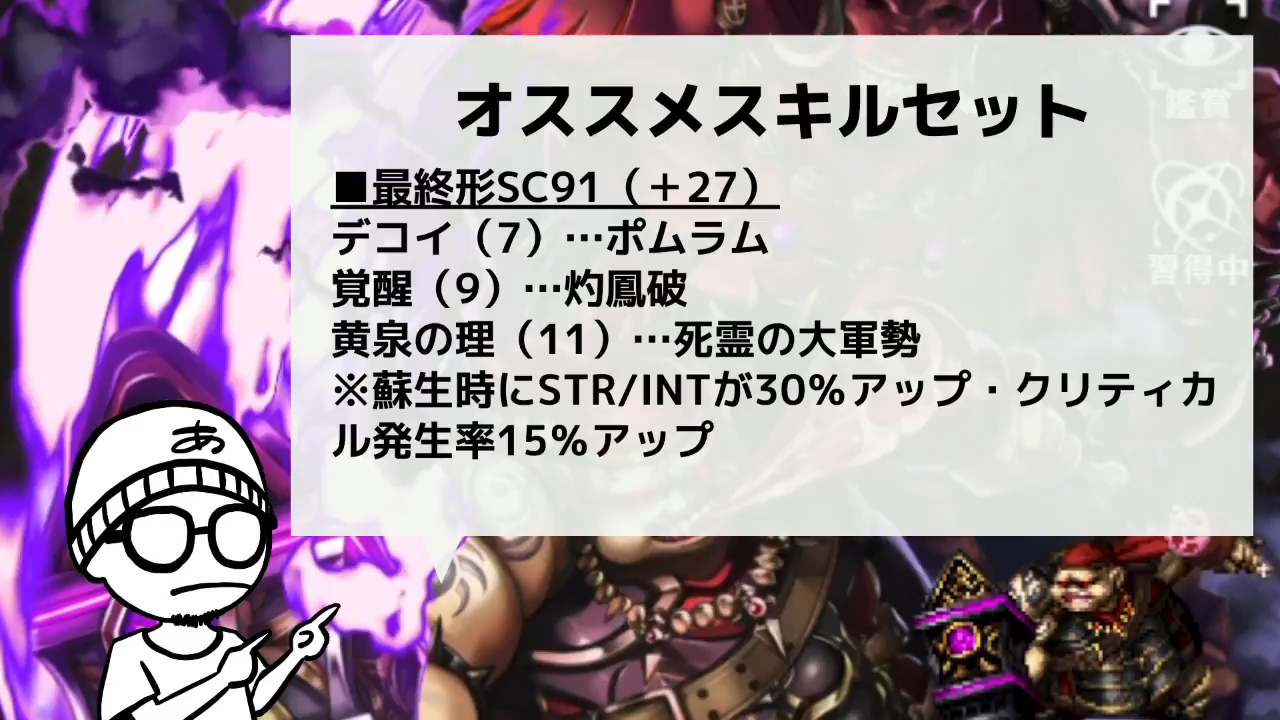 オススメスキルセット
■最終形SC91（＋27）
デコイ（7）…ポムラム
覚醒（9）…灼鳳破
黄泉の理（11）…死霊の大軍勢
※蘇生時にSTR/INTが30%アップ・クリティカ
ル発生率15%アップ
鑑賞
習得中
あ